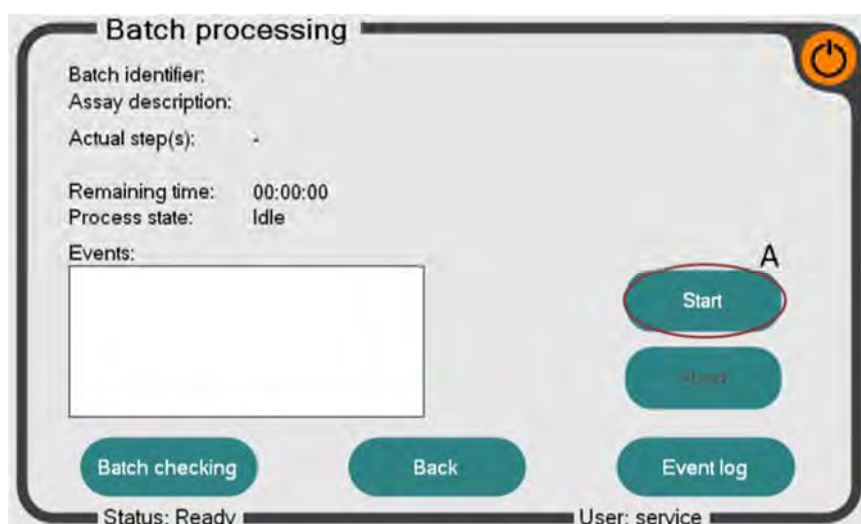 Batch processing
Batch identifier:
Assay description:
Actual step(s): -
Remaining time: 00:00:00
Process state: Idle
Events:
A
Start
Abort
Batch checking
Back
Event log
Status: Ready
User: service